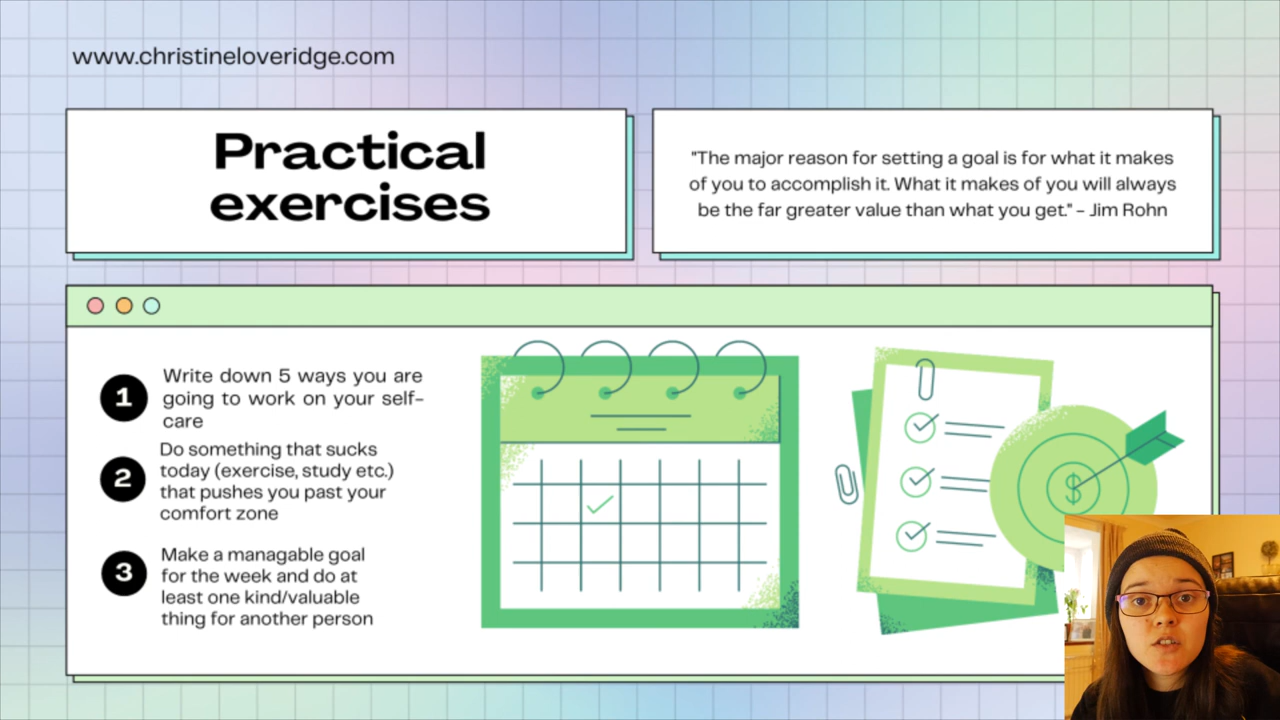 www.christineloveridge.com
Practical
exercises
"The major reason for setting a goal is for what it makes
of you to accomplish it. What it makes of you will always
be the far greater value than what you get." - Jim Rohn
1
Write down 5 ways you are
going to work on your self-
care
2
Do something that sucks
today (exercise, study etc.)
that pushes you past your
comfort zone
3
Make a managable goal
for the week and do at
least one kind/valuable
thing for another person
$